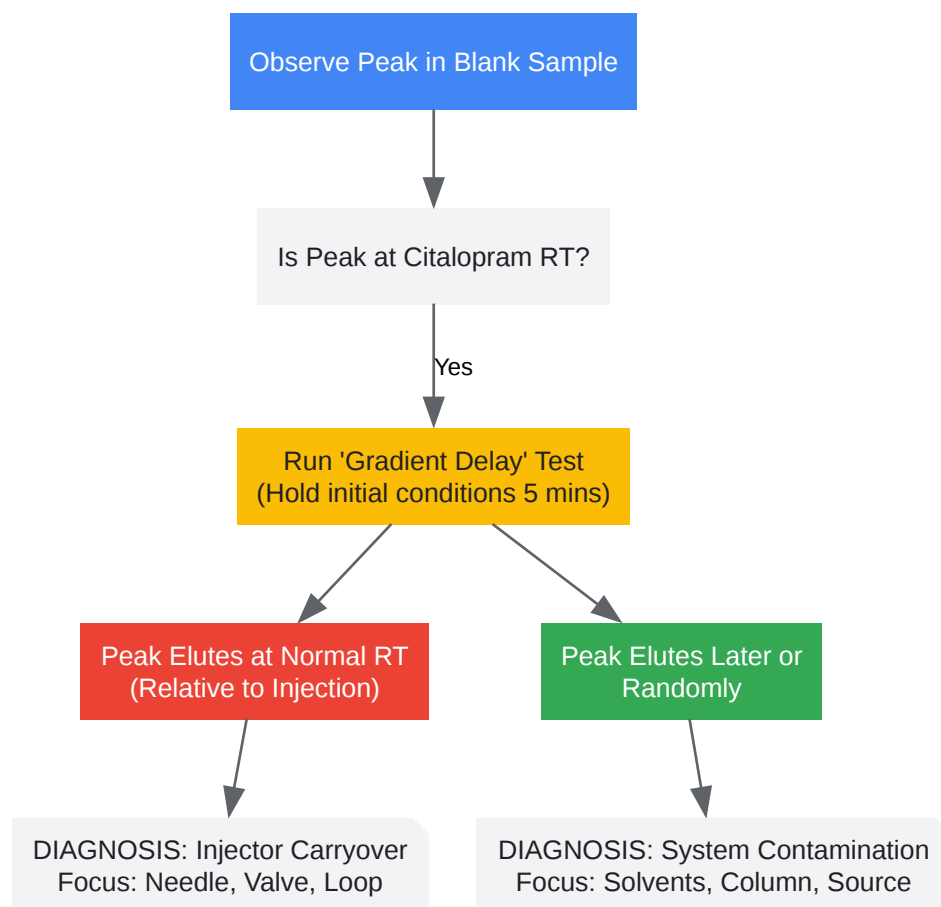 Observe Peak in Blank Sample
Is Peak at Citalopram RT?
Yes
Run 'Gradient Delay' Test
(Hold initial conditions 5 mins)
Peak Elutes at Normal RT
(Relative to Injection)
Peak Elutes Later or
Randomly
DIAGNOSIS: Injector Carryover
Focus: Needle, Valve, Loop
DIAGNOSIS: System Contamination
Focus: Solvents, Column, Source